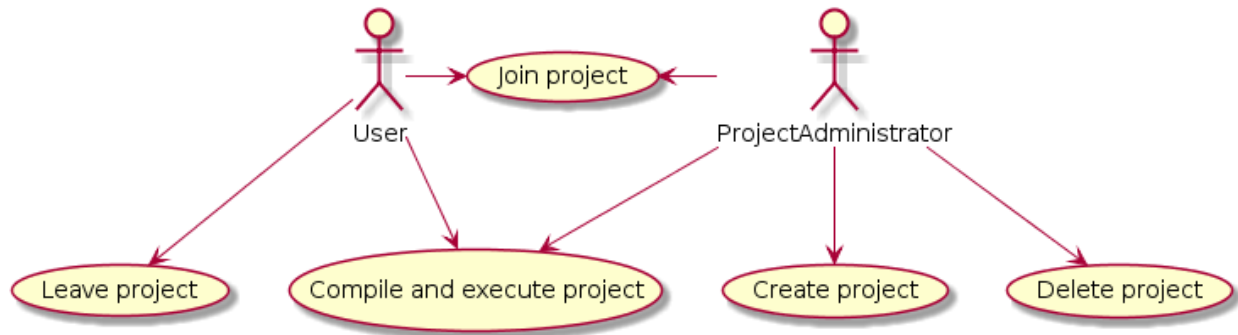 Join project
User
ProjectAdministrator
Leave project
Compile and execute project
Create project
Delete project